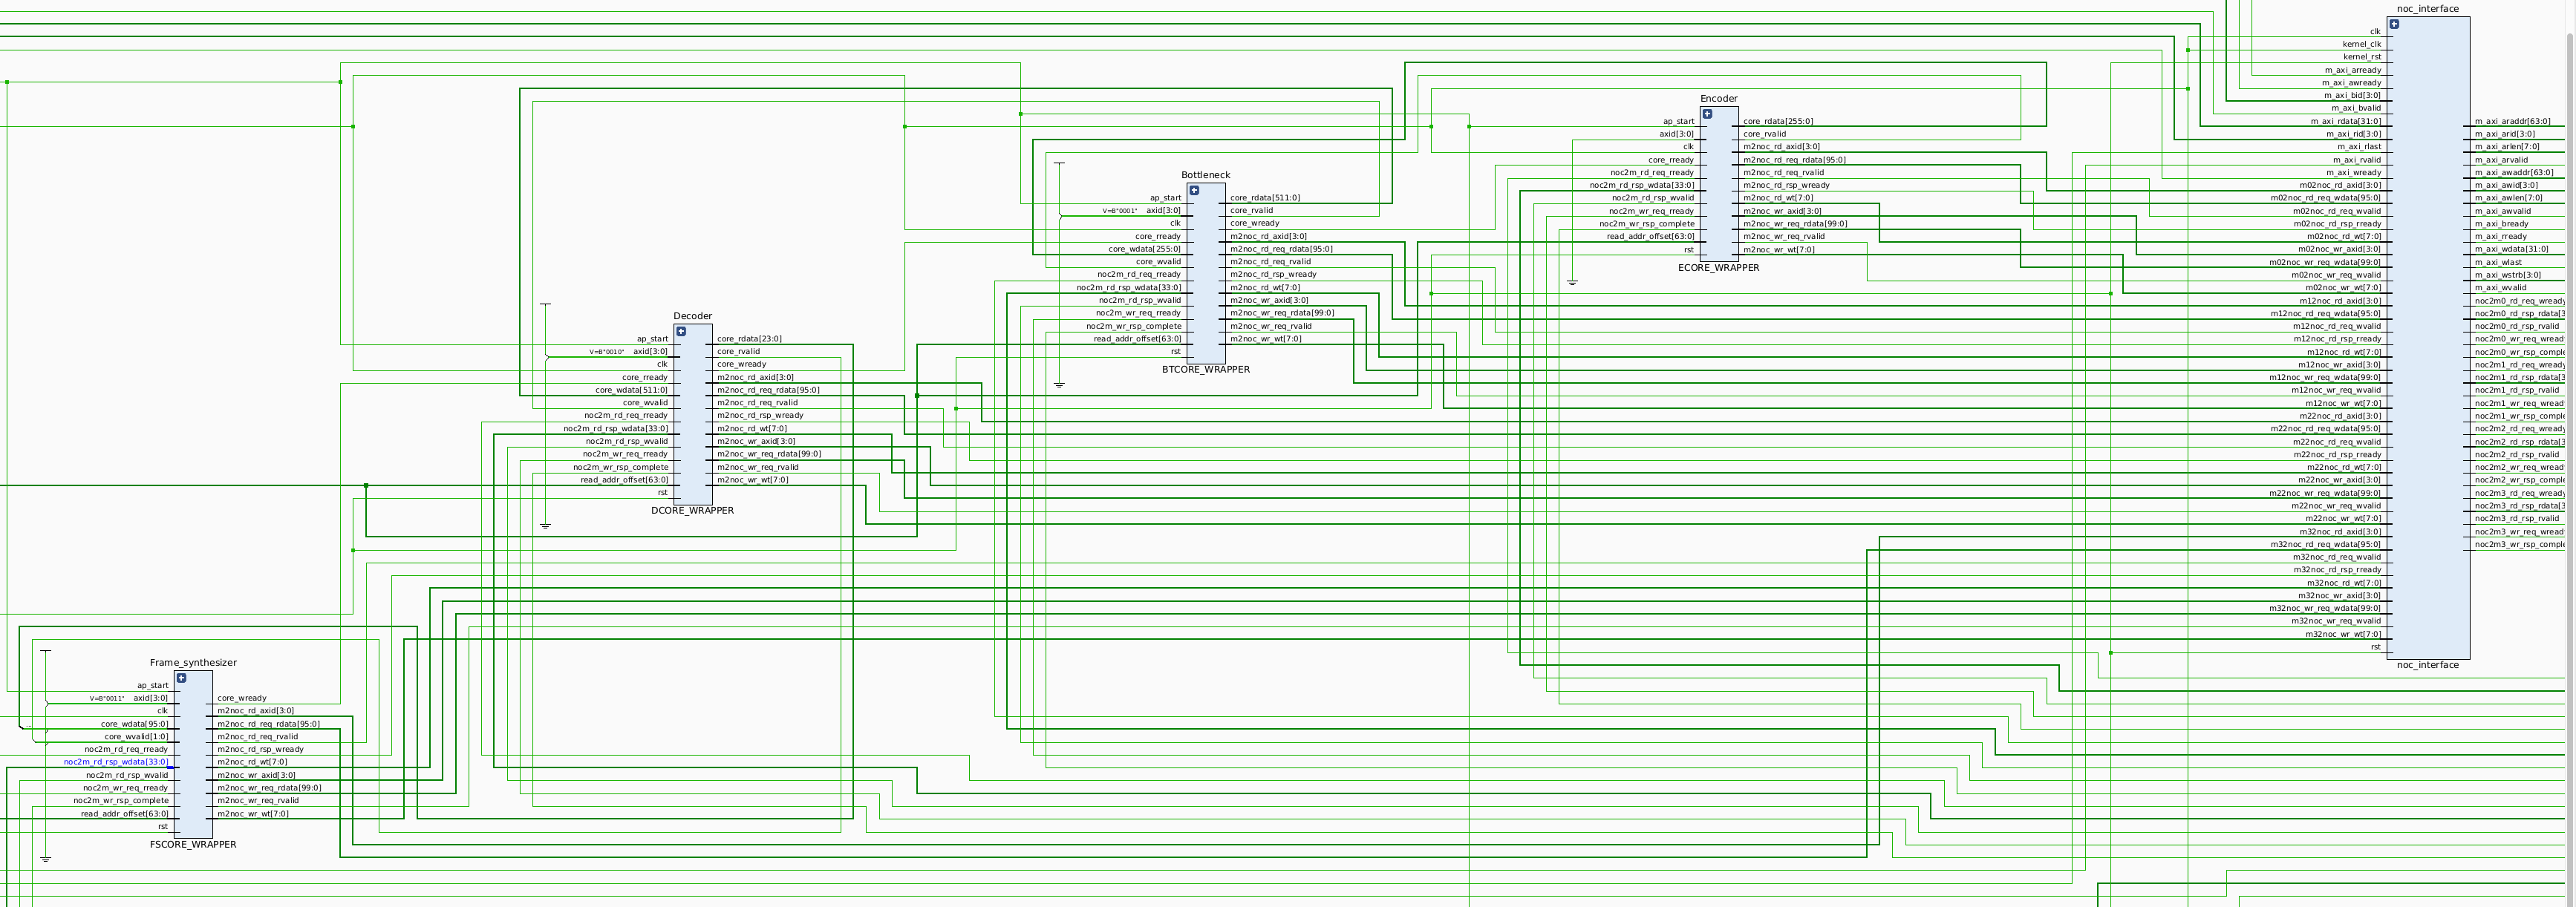 Frame_synthesizer
ap_start
V=B"0011" axid[3:0]
clk
core_wdata[95:0]
core_wvalid[1:0]
noc2m_rd_req_rready
noc2m_rd_rsp_wdata[33:0]
noc2m_rd_rsp_wvalid
noc2m_wr_req_rready
noc2m_wr_rsp_complete
read_addr_offset[63:0]
rst
core_wready
m2noc_rd_axid[3:0]
m2noc_rd_req_rdata[95:0]
m2noc_rd_req_rvalid
m2noc_rd_rsp_wready
m2noc_rd_wt[7:0]
m2noc_wr_axid[3:0]
m2noc_wr_req_rdata[99:0]
m2noc_wr_req_rvalid
m2noc_wr_wt[7:0]
FSCORE_WRAPPER
Decoder
ap_start
V=B"0010" axid[3:0]
clk
core_rready
core_wdata[511:0]
core_wvalid
noc2m_rd_req_rready
noc2m_rd_rsp_wdata[33:0]
noc2m_rd_rsp_wvalid
noc2m_wr_req_rready
noc2m_wr_rsp_complete
read_addr_offset[63:0]
rst
core_rdata[23:0]
core_rvalid
core_wready
m2noc_rd_axid[3:0]
m2noc_rd_req_rdata[95:0]
m2noc_rd_req_rvalid
m2noc_rd_rsp_wready
m2noc_rd_wt[7:0]
m2noc_wr_axid[3:0]
m2noc_wr_req_rdata[99:0]
m2noc_wr_req_rvalid
m2noc_wr_wt[7:0]
DCORE_WRAPPER
Bottleneck
ap_start
V=B"0001" axid[3:0]
clk
core_rready
core_wdata[255:0]
core_wvalid
noc2m_rd_req_rready
noc2m_rd_rsp_wdata[33:0]
noc2m_rd_rsp_wvalid
noc2m_wr_req_rready
noc2m_wr_rsp_complete
read_addr_offset[63:0]
rst
core_rdata[511:0]
core_rvalid
core_wready
m2noc_rd_axid[3:0]
m2noc_rd_req_rdata[95:0]
m2noc_rd_req_rvalid
m2noc_rd_rsp_wready
m2noc_rd_wt[7:0]
m2noc_wr_axid[3:0]
m2noc_wr_req_rdata[99:0]
m2noc_wr_req_rvalid
m2noc_wr_wt[7:0]
BTCORE_WRAPPER
Encoder
ap_start
axid[3:0]
clk
core_rready
noc2m_rd_req_rready
noc2m_rd_rsp_wdata[33:0]
noc2m_rd_rsp_wvalid
noc2m_wr_req_rready
noc2m_wr_rsp_complete
read_addr_offset[63:0]
rst
core_rdata[255:0]
core_rvalid
m2noc_rd_axid[3:0]
m2noc_rd_req_rdata[95:0]
m2noc_rd_req_rvalid
m2noc_rd_rsp_wready
m2noc_rd_wt[7:0]
m2noc_wr_axid[3:0]
m2noc_wr_req_rdata[99:0]
m2noc_wr_req_rvalid
m2noc_wr_wt[7:0]
ECORE_WRAPPER
noc_interface
clk
kernel_clk
kernel_rst
m_axi_arready
m_axi_awready
m_axi_bid[3:0]
m_axi_bvalid
m_axi_rdata[31:0]
m_axi_rid[3:0]
m_axi_rlast
m_axi_rvalid
m_axi_wready
m02noc_rd_axid[3:0]
m02noc_rd_req_wdata[95:0]
m02noc_rd_req_wvalid
m02noc_rd_rsp_rready
m02noc_rd_wt[7:0]
m02noc_wr_axid[3:0]
m02noc_wr_req_wdata[99:0]
m02noc_wr_req_wvalid
m02noc_wr_wt[7:0]
m12noc_rd_axid[3:0]
m12noc_rd_req_wdata[95:0]
m12noc_rd_req_wvalid
m12noc_rd_rsp_rready
m12noc_rd_wt[7:0]
m12noc_wr_axid[3:0]
m12noc_wr_req_wdata[99:0]
m12noc_wr_req_wvalid
m12noc_wr_wt[7:0]
m22noc_rd_axid[3:0]
m22noc_rd_req_wdata[95:0]
m22noc_rd_req_wvalid
m22noc_rd_rsp_rready
m22noc_rd_wt[7:0]
m22noc_wr_axid[3:0]
m22noc_wr_req_wdata[99:0]
m22noc_wr_req_wvalid
m22noc_wr_wt[7:0]
m32noc_rd_axid[3:0]
m32noc_rd_req_wdata[95:0]
m32noc_rd_req_wvalid
m32noc_rd_rsp_rready
m32noc_rd_wt[7:0]
m32noc_wr_axid[3:0]
m32noc_wr_req_wdata[99:0]
m32noc_wr_req_wvalid
m32noc_wr_wt[7:0]
rst
m_axi_araddr[63:0]
m_axi_arid[3:0]
m_axi_arlen[7:0]
m_axi_arvalid
m_axi_awaddr[63:0]
m_axi_awid[3:0]
m_axi_awlen[7:0]
m_axi_awvalid
m_axi_bready
m_axi_rready
m_axi_wdata[31:0]
m_axi_wlast
m_axi_wstrb[3:0]
m_axi_wvalid
noc2m0_rd_req_wready
noc2m0_rd_rsp_rdata[3
noc2m0_rd_rsp_rvalid
noc2m0_wr_req_wread
noc2m0_wr_rsp_comple
noc2m1_rd_req_wready
noc2m1_rd_rsp_rdata[3
noc2m1_rd_rsp_rvalid
noc2m1_wr_req_wread
noc2m1_wr_rsp_comple
noc2m2_rd_req_wready
noc2m2_rd_rsp_rdata[3
noc2m2_rd_rsp_rvalid
noc2m2_wr_req_wread
noc2m2_wr_rsp_comple
noc2m3_rd_req_wready
noc2m3_rd_rsp_rdata[3
noc2m3_rd_rsp_rvalid
noc2m3_wr_req_wread
noc2m3_wr_rsp_comple
noc_interface